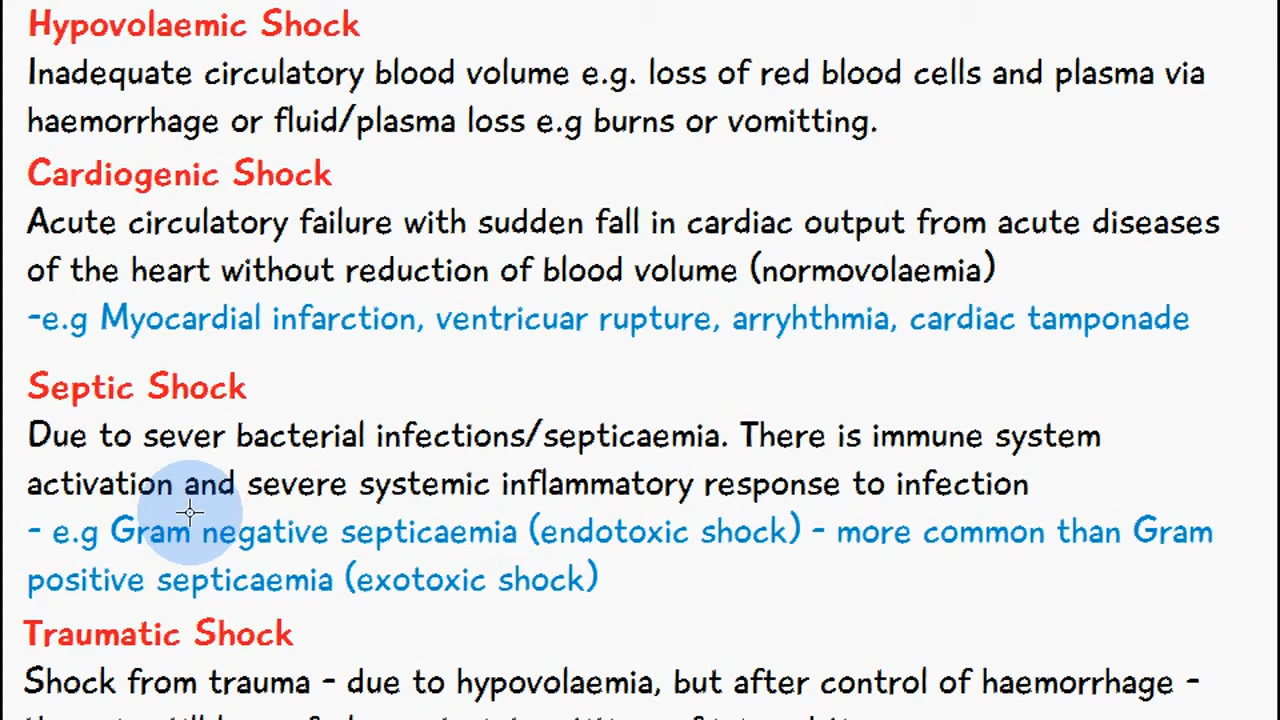 Hypovolaemic Shock
Inadequate circulatory blood volume e.g. loss of red blood cells and plasma via
haemorrhage or fluid/plasma loss e.g burns or vomitting.
Cardiogenic Shock
Acute circulatory failure with sudden fall in cardiac output from acute diseases
of the heart without reduction of blood volume (normovolaemia)
-e.g Myocardial infarction, ventricuar rupture, arryhthmia, cardiac tamponade
Septic Shock
Due to sever bacterial infections/septicaemia. There is immune system
activation and severe systemic inflammatory response to infection
- e.g Gram negative septicaemia (endotoxic shock) - more common than Gram
positive septicaemia (exotoxic shock)
Traumatic Shock
Shock from trauma - due to hypovolaemia, but after control of haemorrhage -